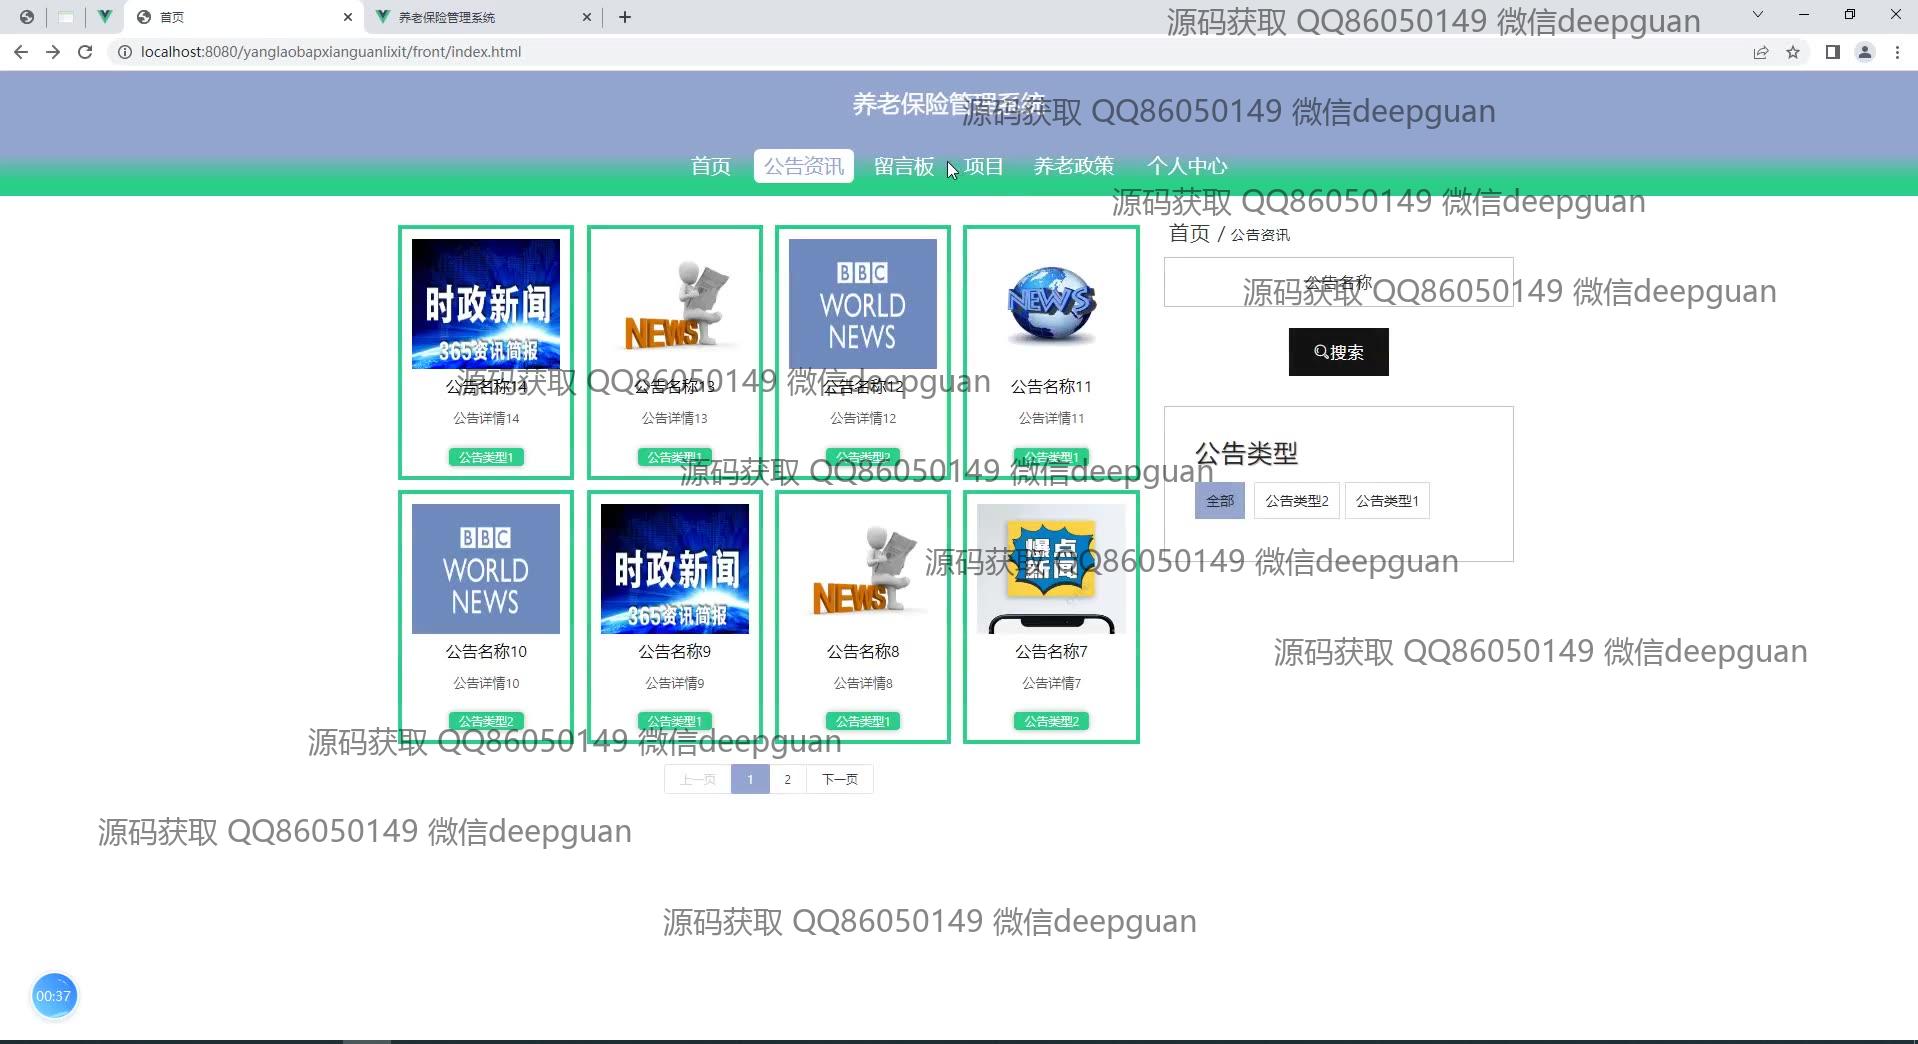 首页
养老保险管理系统
源码获取 QQ86050149 微信deepguan
localhost:8080/yanglaobapxianguanlixit/front/index.html
养老保险管理系统
源码获取 QQ86050149 微信deepguan
首页 公告资讯 留言板 项目 养老政策 个人中心
源码获取 QQ86050149 微信deepguan
首页 / 公告资讯
公告名称
源码获取 QQ86050149 微信deepguan
搜索
时政新闻
365资讯简报
NEWS
BBC
WORLD
NEWS
NEWS
公告名称14 公告名称13 公告名称12 公告名称11
源码获取 QQ86050149 微信deepguan
公告详情14 公告详情13 公告详情12 公告详情11
公告类型1 公告类型1 公告类型2 公告类型1
源码获取 QQ86050149 微信deepguan
公告类型
全部 公告类型2 公告类型1
BBC
WORLD
NEWS
时政新闻
365资讯简报
NEWS
爆点
新闻
源码获取 QQ86050149 微信deepguan
公告名称10 公告名称9 公告名称8 公告名称7
源码获取 QQ86050149 微信deepguan
公告详情10 公告详情9 公告详情8 公告详情7
公告类型2 公告类型1 公告类型1 公告类型2
源码获取 QQ86050149 微信deepguan
上一页 1 2 下一页
源码获取 QQ86050149 微信deepguan
源码获取 QQ86050149 微信deepguan
00:37